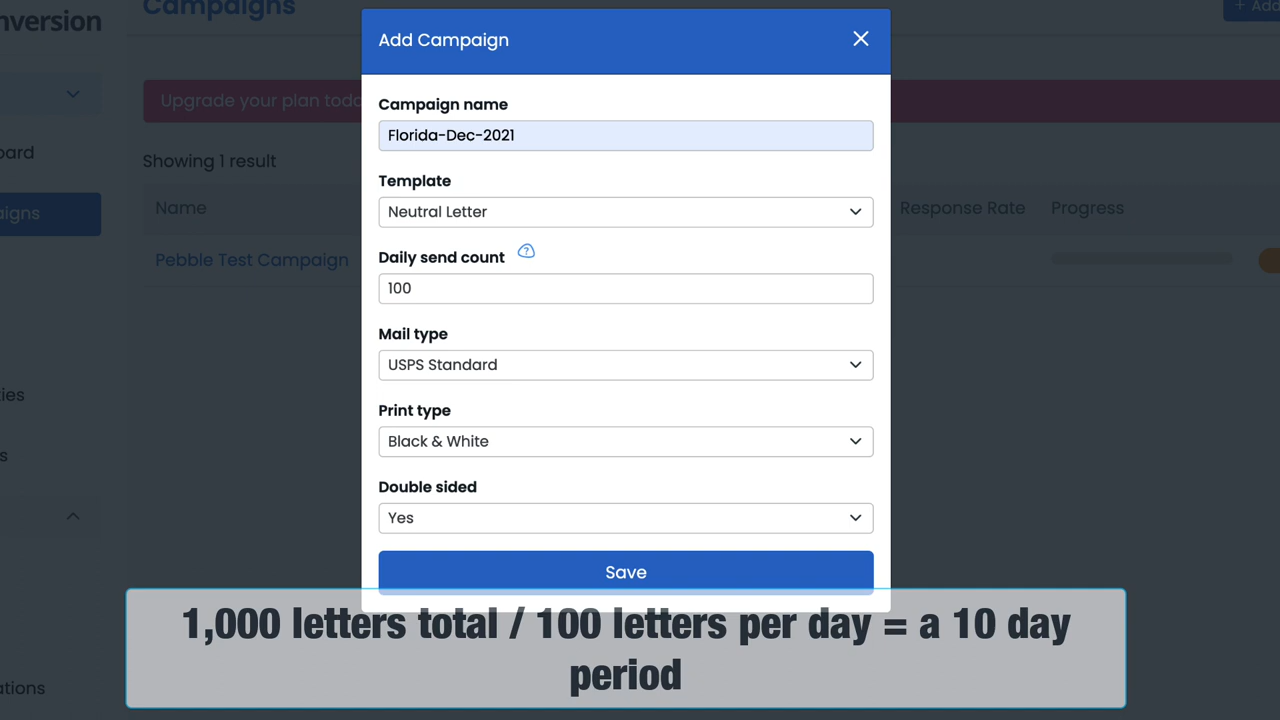 Campaigns
nversion
+ Add
Add Campaign
Upgrade your plan toda
Campaign name
Florida-Dec-2021
oard
Showing 1 result
Template
aigns
Name
Neutral Letter
Response Rate
Progress
Daily send count
?
Pebble Test Campaign
100
Mail type
USPS Standard
ties
Print type
Black & White
s
Double sided
Yes
Save
1,000 letters total / 100 letters per day = a 10 day
period
ations